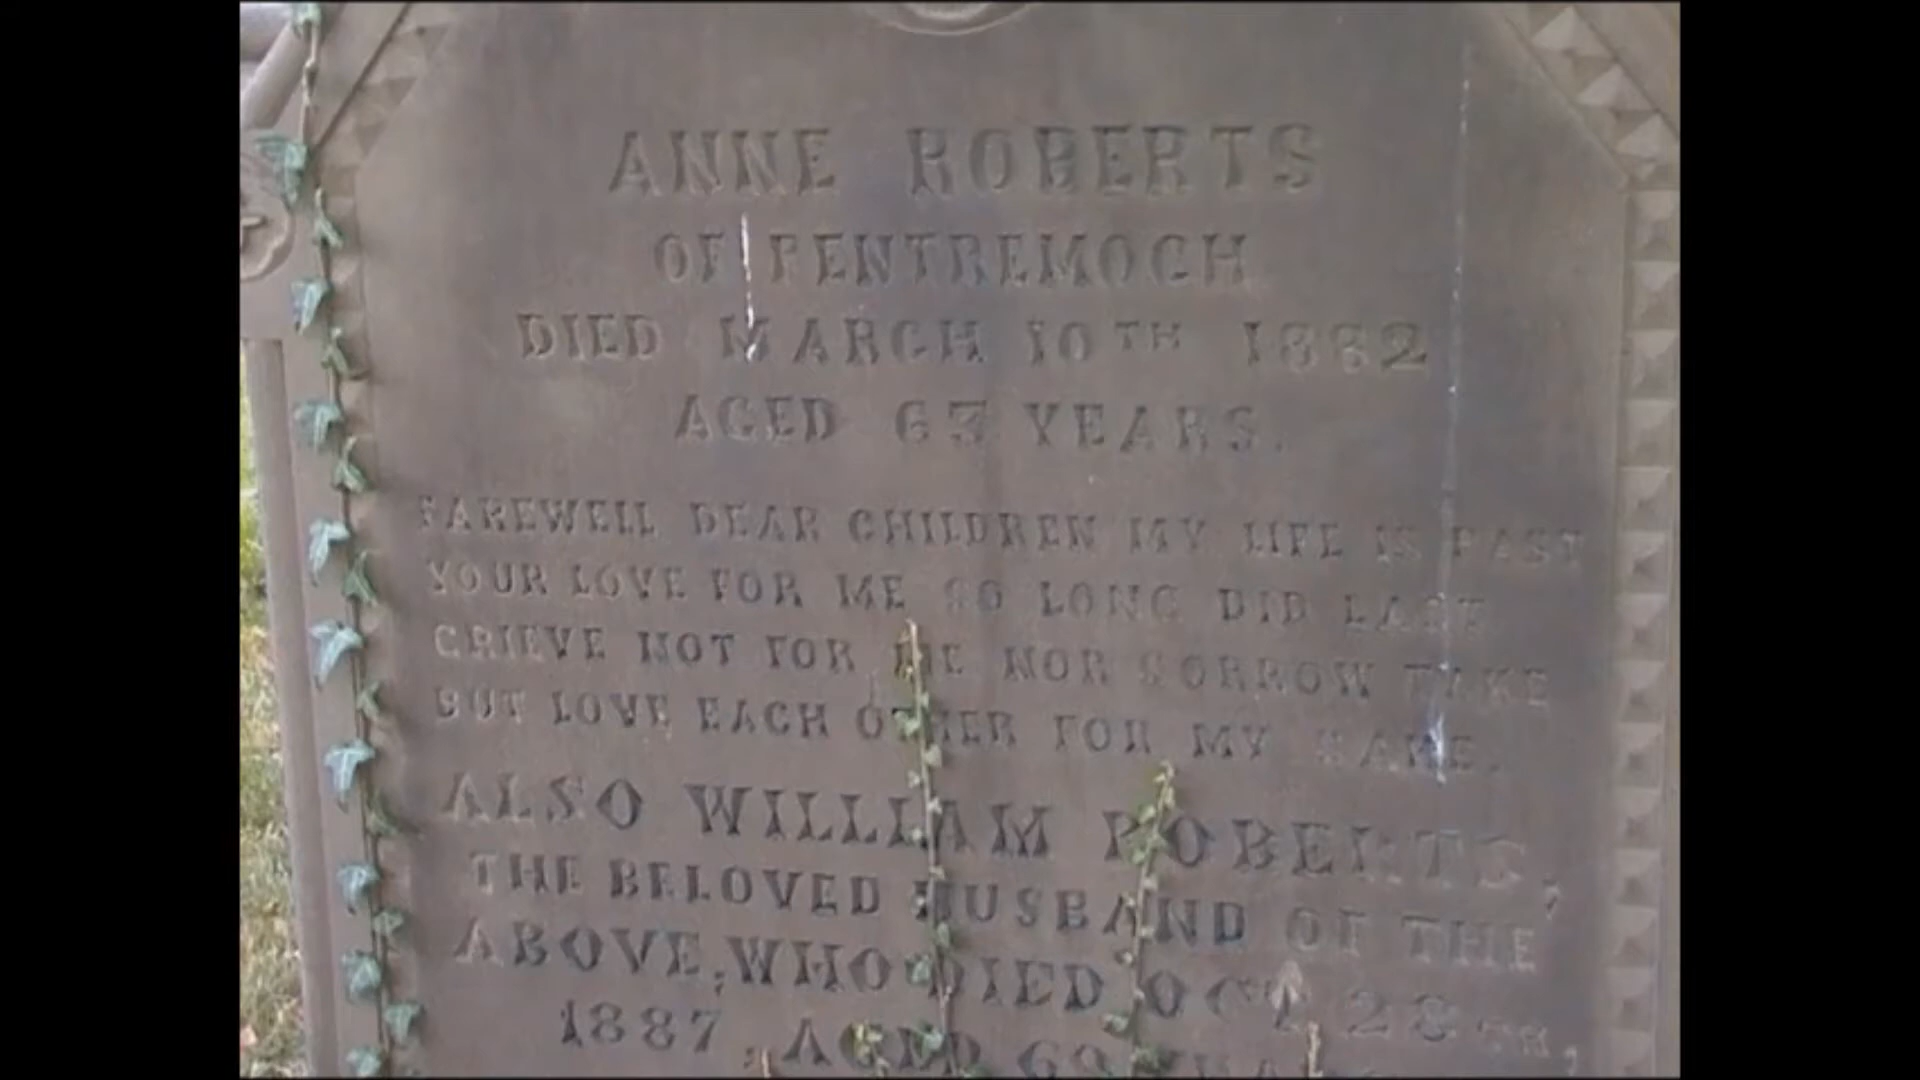 ANNE ROBERTS
OF PENTREMOCH
DIED MARCH 10TH 1882
AGED 63 YEARS.
FAREWELL DEAR CHILDREN MY LIFE IS PAST
YOUR LOVE FOR ME SO LONG DID LAST
GRIEVE NOT FOR ME NOR SORROW TAKE
BUT LOVE EACH OTHER FOR MY SAKE.
ALSO WILLIAM ROBERTS,
THE BELOVED HUSBAND OF THE
ABOVE, WHO DIED OCT 28TH,
1887, AGED 69 YEARS